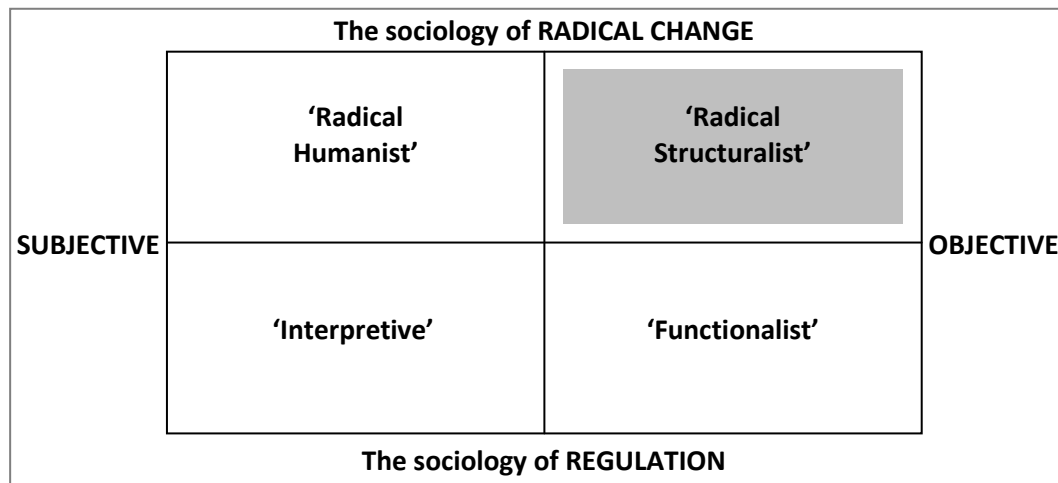 The sociology of RADICAL CHANGE
‘Radical
Humanist’
‘Radical
Structuralist’
SUBJECTIVE
OBJECTIVE
‘Interpretive’
‘Functionalist’
The sociology of REGULATION